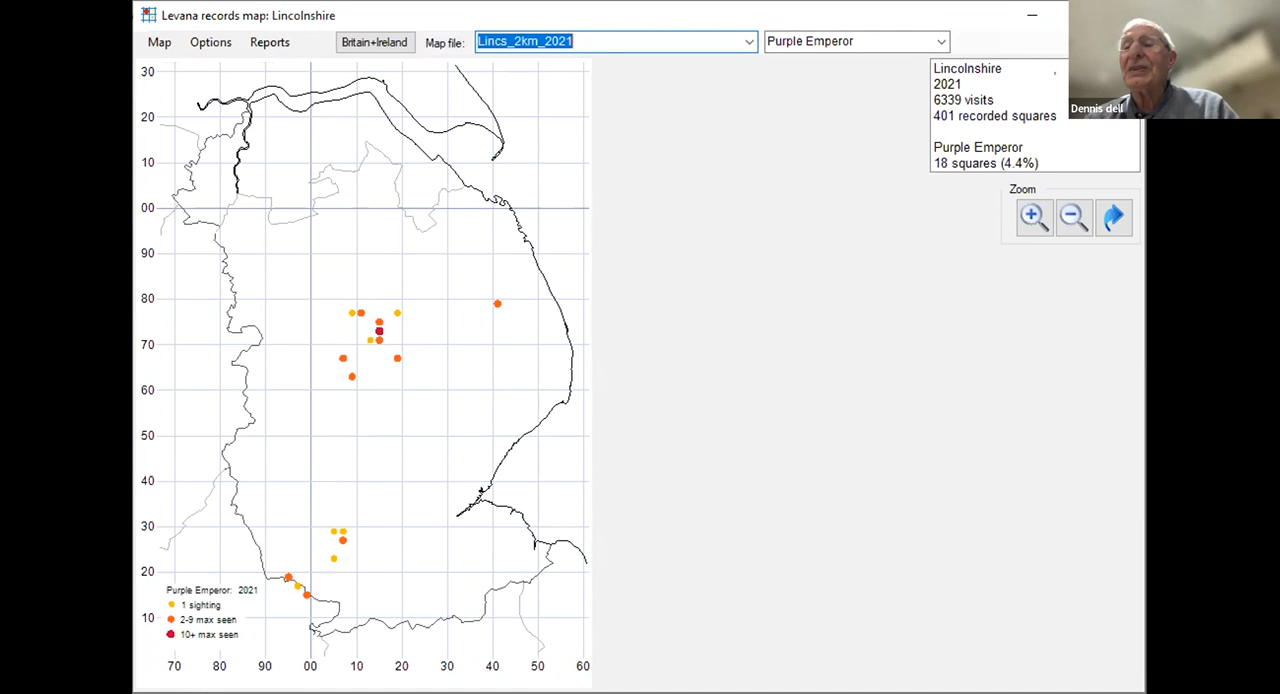 Levana records map: Lincolnshire
Map Options Reports Britain+Ireland Map file: Lincs_2km_2021 Purple Emperor
Lincolnshire
2021
6339 visits
401 recorded squares
Purple Emperor
18 squares (4.4%)
Dennis dell
Zoom
30
20
10
00
90
80
70
60
50
40
30
20
10
Purple Emperor: 2021
1 sighting
2-9 max seen
10+ max seen
70 80 90 00 10 20 30 40 50 60